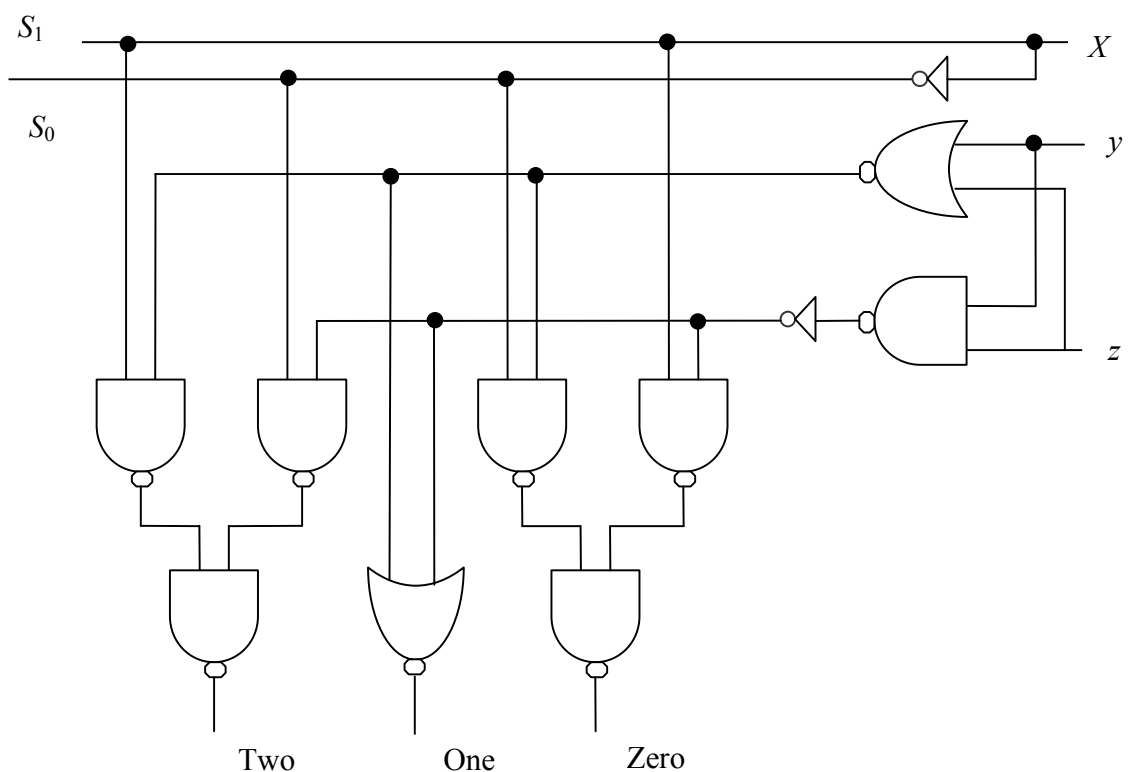 S₁
X
S₀
y
z
Two One Zero